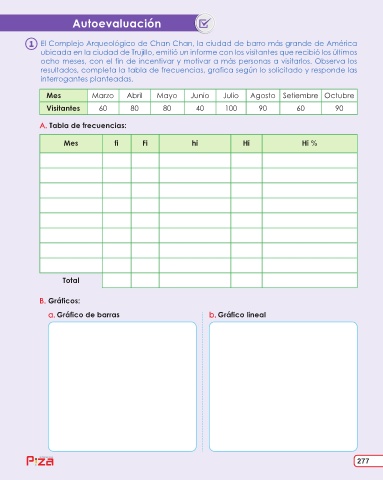 Autoevaluación
1 El Complejo Arqueológico de Chan Chan, la ciudad de barro más grande de América
ubicada en la ciudad de Trujillo, emitió un informe con los visitantes que recibió los últimos
ocho meses, con el fin de incentivar y motivar a más personas a visitarlos. Observa los
resultados, completa la tabla de frecuencias, grafica según lo solicitado y responde las
interrogantes planteadas.
Mes Marzo Abril Mayo Junio Julio Agosto Setiembre Octubre
Visitantes 60 80 80 40 100 90 60 90
A. Tabla de frecuencias:
Mes fi Fi hi Hi Hi %
Total
B. Gráficos:
a. Gráfico de barras b. Gráfico lineal
Pizza
277